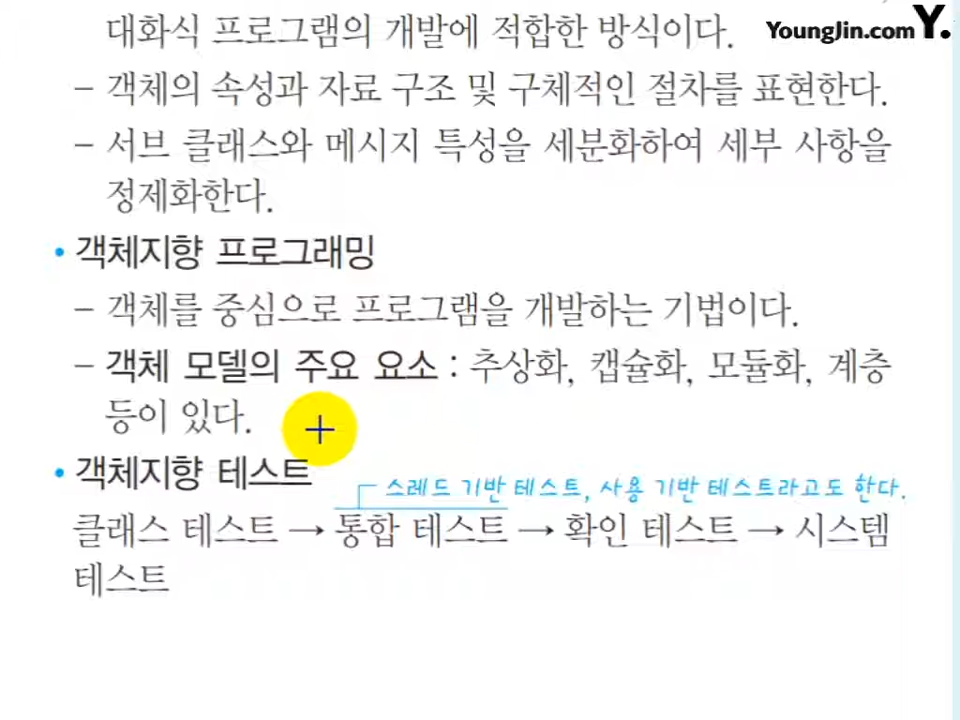 YoungJin.com Y.
대화식 프로그램의 개발에 적합한 방식이다.
– 객체의 속성과 자료 구조 및 구체적인 절차를 표현한다.
– 서브 클래스와 메시지 특성을 세분화하여 세부 사항을
정제화한다.
• 객체지향 프로그래밍
– 객체를 중심으로 프로그램을 개발하는 기법이다.
– 객체 모델의 주요 요소 : 추상화, 캡슐화, 모듈화, 계층
등이 있다.
• 객체지향 테스트
스레드 기반 테스트, 사용 기반 테스트라고도 한다.
클래스 테스트 → 통합 테스트 → 확인 테스트 → 시스템
테스트